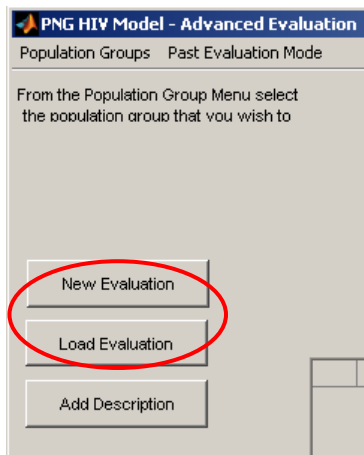 PNG HIV Model - Advanced Evaluation
Population Groups Past Evaluation Mode
From the Population Group Menu select
the population group that you wish to
New Evaluation
Load Evaluation
Add Description